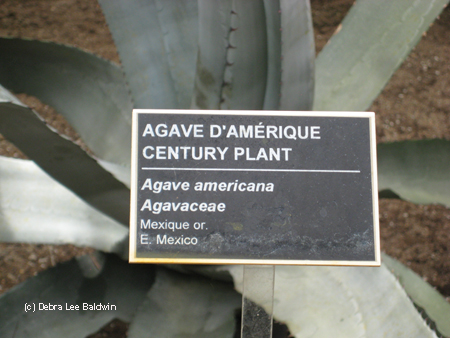 AGAVE D'AMÉRIQUE
CENTURY PLANT
Agave americana
Agavaceae
Mexique or.
E. Mexico
(c) Debra Lee Baldwin